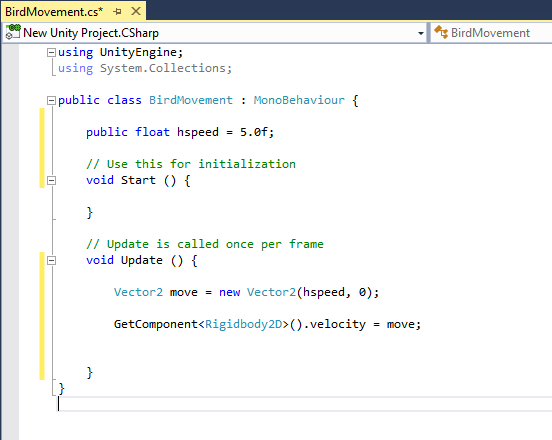 BirdMovement.cs*
New Unity Project.CSharp BirdMovement
using UnityEngine;
using System.Collections;
public class BirdMovement : MonoBehaviour {
public float hspeed = 5.0f;
// Use this for initialization
void Start () {
}
// Update is called once per frame
void Update () {
Vector2 move = new Vector2(hspeed, 0);
GetComponent<Rigidbody2D>().velocity = move;
}
}